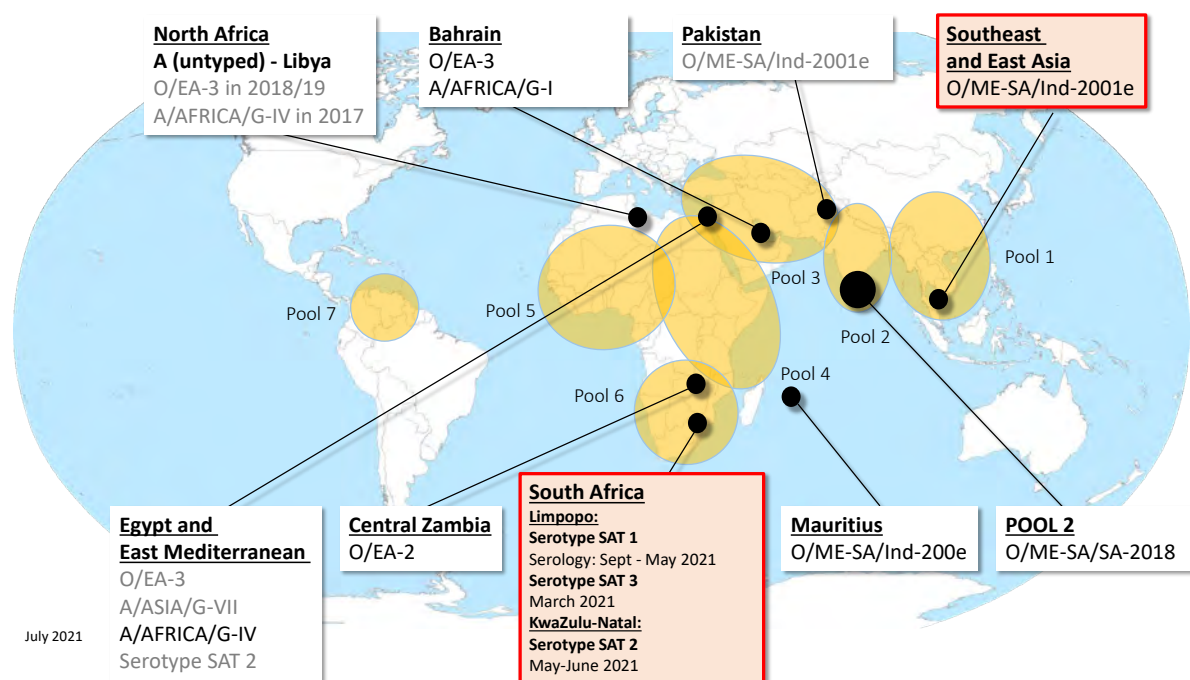 North Africa
A (untyped) - Libya
O/EA-3 in 2018/19
A/AFRICA/G-IV in 2017
Bahrain
O/EA-3
A/AFRICA/G-I
Pakistan
O/ME-SA/Ind-2001e
Southeast
and East Asia
O/ME-SA/Ind-2001e
Pool 1
Pool 3
Pool 7
Pool 5
Pool 2
Pool 4
Pool 6
Egypt and
East Mediterranean
O/EA-3
A/ASIA/G-VII
A/AFRICA/G-IV
Serotype SAT 2
Central Zambia
O/EA-2
South Africa
Limpopo:
Serotype SAT 1
Serology: Sept - May 2021
Serotype SAT 3
March 2021
KwaZulu-Natal:
Serotype SAT 2
May-June 2021
Mauritius
O/ME-SA/Ind-200e
POOL 2
O/ME-SA/SA-2018
July 2021